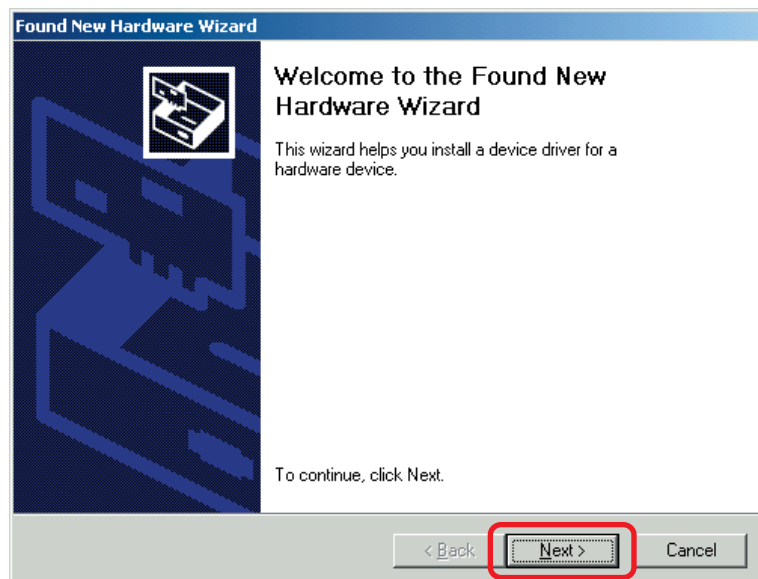 Found New Hardware Wizard
Welcome to the Found New
Hardware Wizard
This wizard helps you install a device driver for a
hardware device.
To continue, click Next.
< Back
Next >
Cancel